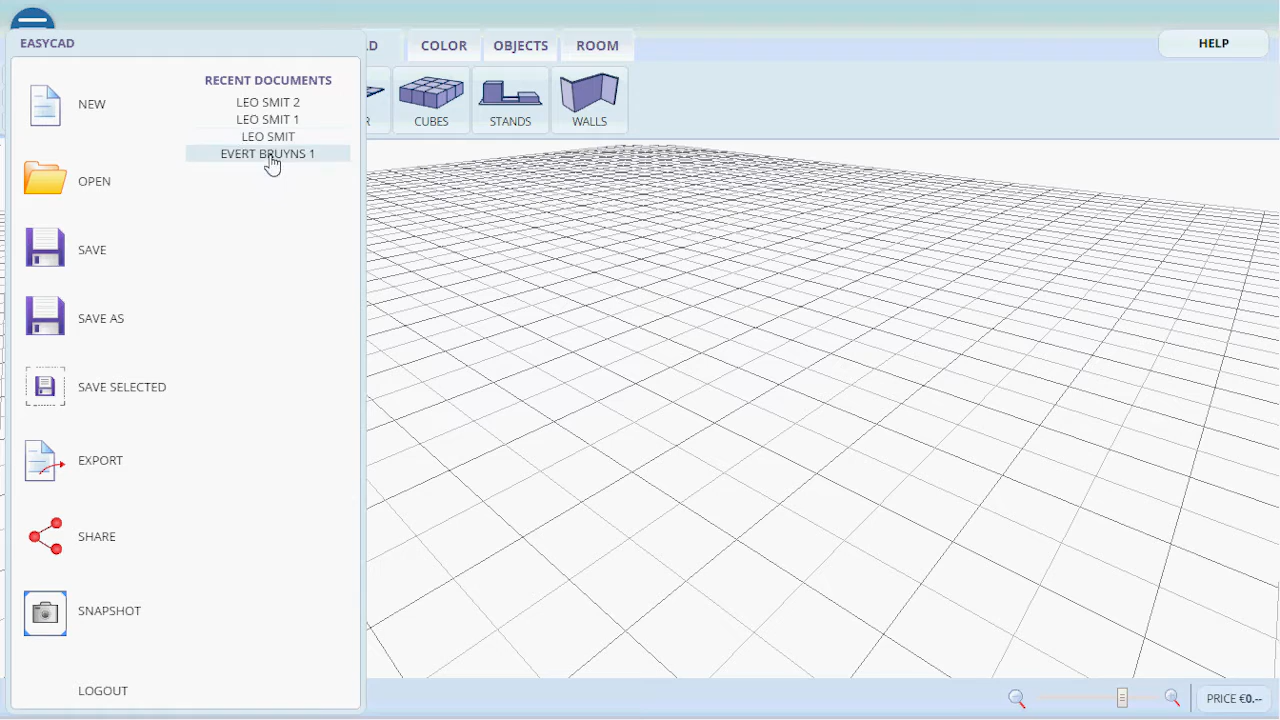 EASYCAD
NEW
OPEN
SAVE
SAVE AS
SAVE SELECTED
EXPORT
SHARE
SNAPSHOT
LOGOUT
RECENT DOCUMENTS
LEO SMIT 2
LEO SMIT 1
LEO SMIT
EVERT BRUYNS 1
COLOR
OBJECTS
ROOM
HELP
CUBES
STANDS
WALLS
PRICE €0.--